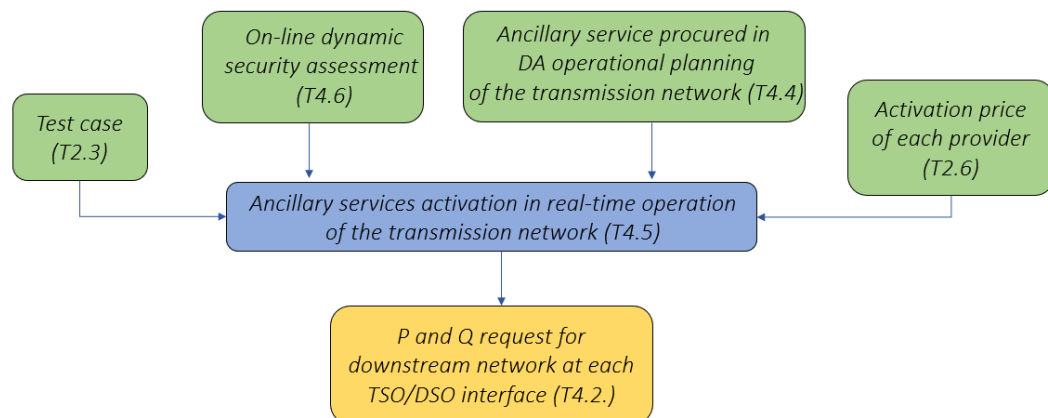 On-line dynamic
security assessment
(T4.6)
Ancillary service procured in
DA operational planning
of the transmission network (T4.4)
Test case
(T2.3)
Activation price
of each provider
(T2.6)
Ancillary services activation in real-time operation
of the transmission network (T4.5)
P and Q request for
downstream network at each
TSO/DSO interface (T4.2.)